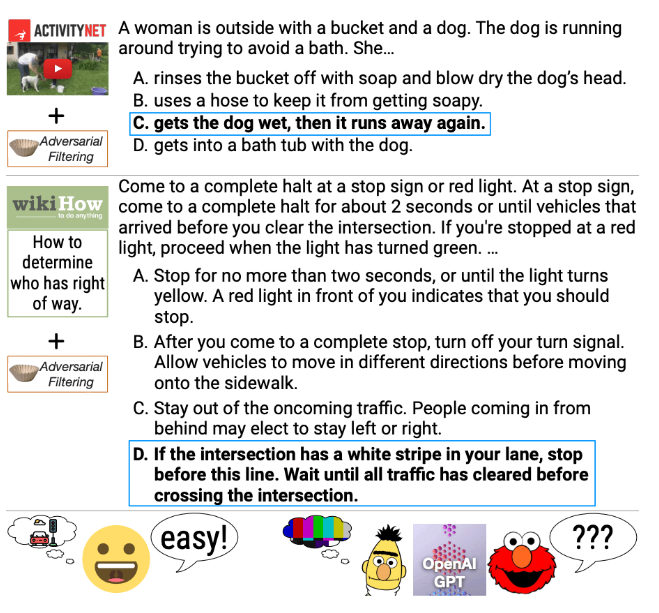 ACTIVITYNET
+
Adversarial
Filtering
A woman is outside with a bucket and a dog. The dog is running
around trying to avoid a bath. She…
A. rinses the bucket off with soap and blow dry the dog's head.
B. uses a hose to keep it from getting soapy.
C. gets the dog wet, then it runs away again.
D. gets into a bath tub with the dog.
wikiHow
to do anything
How to
determine
who has right
of way.
+
Adversarial
Filtering
Come to a complete halt at a stop sign or red light. At a stop sign,
come to a complete halt for about 2 seconds or until vehicles that
arrived before you clear the intersection. If you're stopped at a red
light, proceed when the light has turned green. …
A. Stop for no more than two seconds, or until the light turns
yellow. A red light in front of you indicates that you should
stop.
B. After you come to a complete stop, turn off your turn signal.
Allow vehicles to move in different directions before moving
onto the sidewalk.
C. Stay out of the oncoming traffic. People coming in from
behind may elect to stay left or right.
D. If the intersection has a white stripe in your lane, stop
before this line. Wait until all traffic has cleared before
crossing the intersection.
easy!
OpenAI
GPT
???